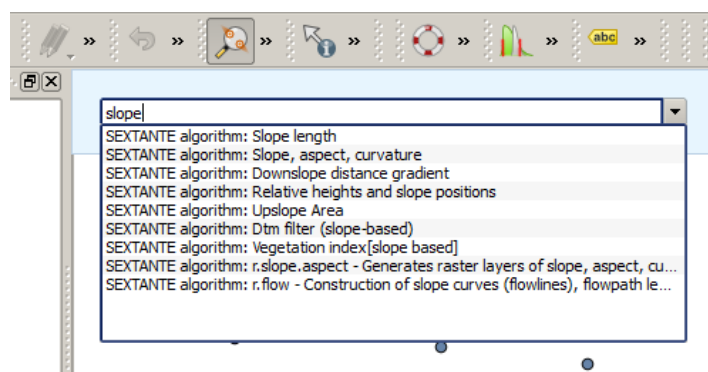 abc
slope
SEXTANTE algorithm: Slope length
SEXTANTE algorithm: Slope, aspect, curvature
SEXTANTE algorithm: Downslope distance gradient
SEXTANTE algorithm: Relative heights and slope positions
SEXTANTE algorithm: Upslope Area
SEXTANTE algorithm: Dtm filter (slope-based)
SEXTANTE algorithm: Vegetation index[slope based]
SEXTANTE algorithm: r.slope.aspect - Generates raster layers of slope, aspect, cu...
SEXTANTE algorithm: r.flow - Construction of slope curves (flowlines), flowpath le...